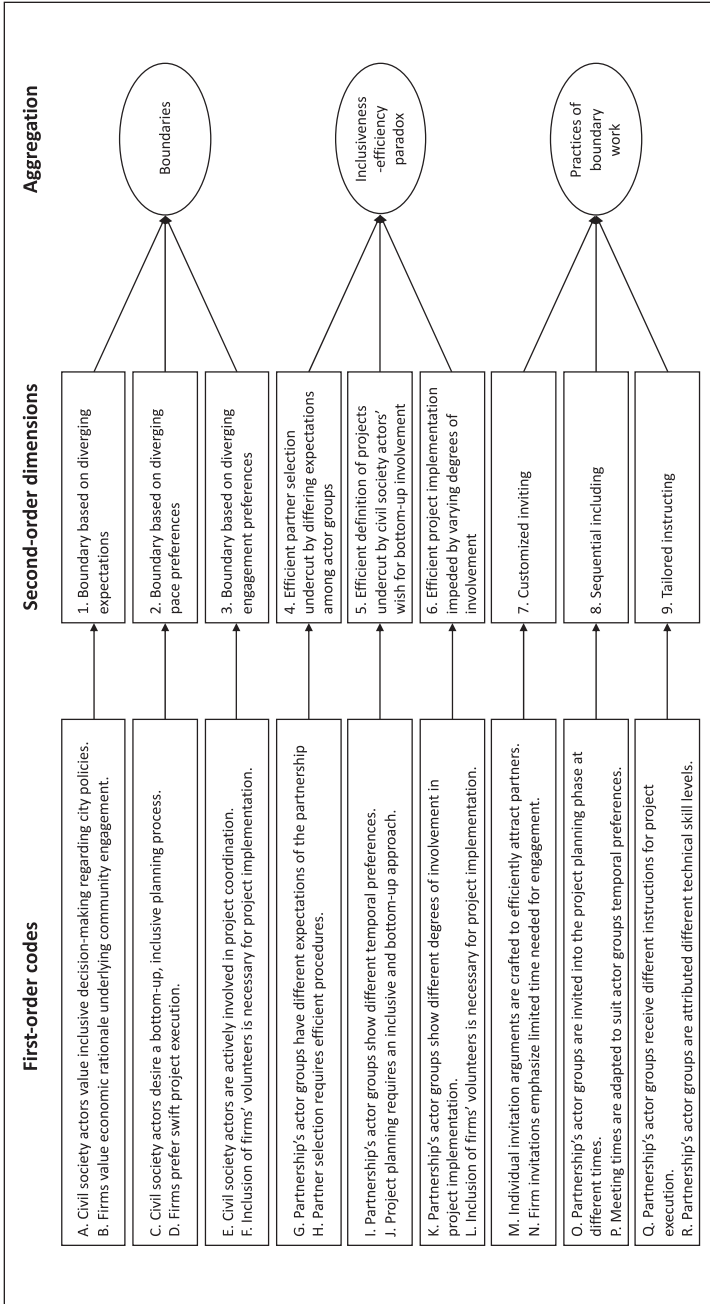 First-order codes
Second-order dimensions
Aggregation
A. Civil society actors value inclusive decision-making regarding city policies.
B. Firms value economic rationale underlying community engagement.
1. Boundary based on diverging
expectations
C. Civil society actors desire a bottom-up, inclusive planning process.
D. Firms prefer swift project execution.
2. Boundary based on diverging
pace preferences
E. Civil society actors are actively involved in project coordination.
F. Inclusion of firms' volunteers is necessary for project implementation.
3. Boundary based on diverging
engagement preferences
Boundaries
G. Partnership's actor groups have different expectations of the partnership
H. Partner selection requires efficient procedures.
4. Efficient partner selection
undercut by differing expectations
among actor groups
I. Partnership's actor groups show different temporal preferences.
J. Project planning requires an inclusive and bottom-up approach.
5. Efficient definition of projects
undercut by civil society actors'
wish for bottom-up involvement
K. Partnership's actor groups show different degrees of involvement in
project implementation.
L. Inclusion of firms' volunteers is necessary for project implementation.
6. Efficient project implementation
impeded by varying degrees of
involvement
Inclusiveness
-efficiency
paradox
M. Individual invitation arguments are crafted to efficiently attract partners.
N. Firm invitations emphasize limited time needed for engagement.
7. Customized inviting
O. Partnership's actor groups are invited into the project planning phase at
different times.
P. Meeting times are adapted to suit actor groups temporal preferences.
8. Sequential including
Q. Partnership's actor groups receive different instructions for project
execution.
R. Partnership's actor groups are attributed different technical skill levels.
9. Tailored instructing
Practices of
boundary
work